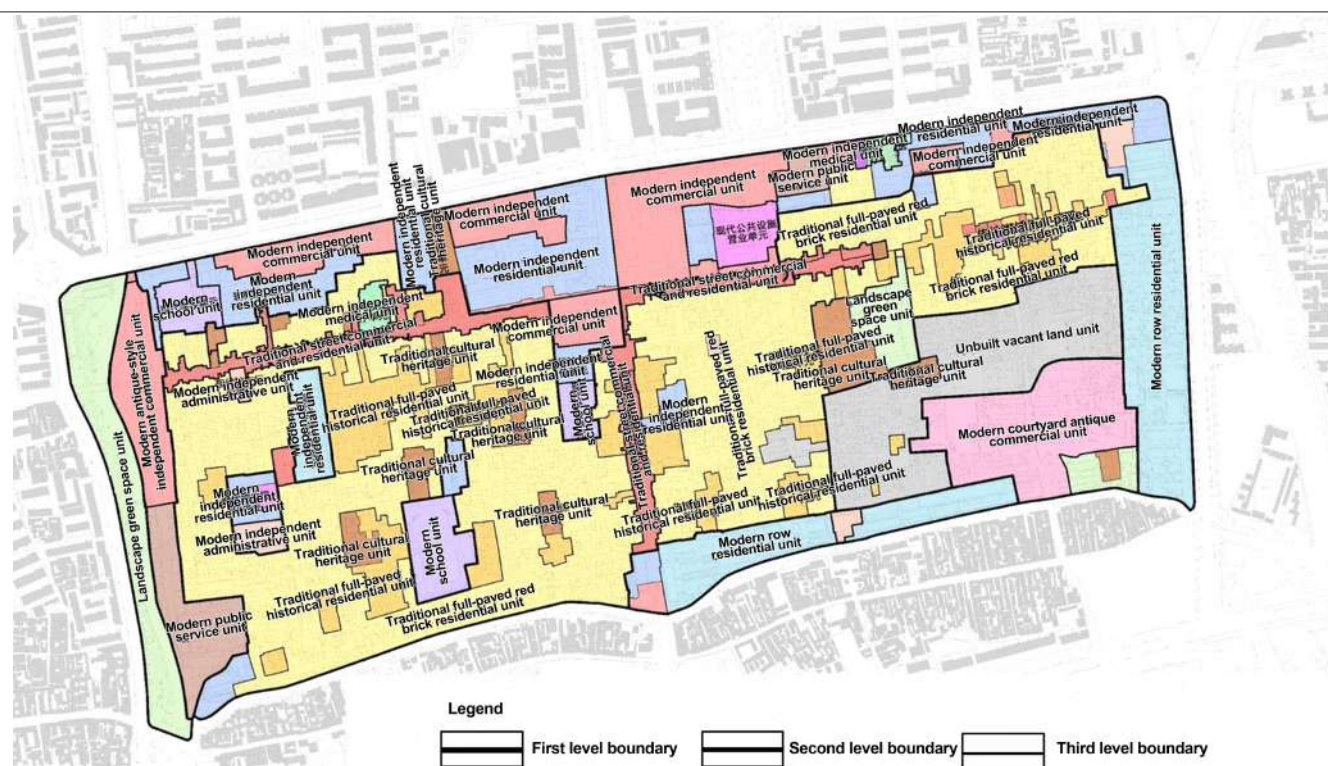 Modern independent
residential unit
Modern independent
residential unit
Modern independent
medical unit
Modern independent
commercial unit
Modern public
service unit
Modern independent
commercial unit
现代公共设施
营业单元
Traditional full-paved red
brick residential unit
Modern independent
residential unit
Traditional cultural
heritage unit
Modern independent
commercial unit
Modern independent
commercial unit
Modern independent
residential unit
Modern
independent
residential unit
Modern
school unit
Modern independent
medical unit
Traditional street commercial
and residential unit
Traditional full-paved
historical residential unit
Traditional full-paved red
brick residential unit
Landscape
green
space unit
Modern row residential unit
Unbuilt vacant land unit
Traditional street commercial
and residential unit
Modern independent
commercial unit
Modern antique-style
independent commercial unit
Landscape green space unit
Modern independent
administrative unit
Traditional cultural
heritage unit
Modern independent
residential unit
Traditional full-paved
historical residential unit
Traditional cultural
heritage unit
Traditional cultural
heritage unit
Modern
independent
residential unit
Traditional full-paved
historical residential unit
Traditional full-paved
historical residential unit
Modern
school unit
Traditional street commercial
and residential unit
Modern
independent
residential unit
Traditional full-paved red
brick residential unit
Modern courtyard antique
commercial unit
Traditional cultural
heritage unit
Traditional cultural
heritage unit
Modern
independent
residential unit
Modern independent
administrative unit
Traditional cultural
heritage unit
Modern
school unit
Traditional cultural
heritage unit
Traditional full-paved
historical residential unit
Traditional full-paved
historical residential unit
Modern row
residential unit
Traditional full-paved
historical residential unit
Traditional full-paved red
brick residential unit
Modern public
service unit
Legend
First level boundary
Second level boundary
Third level boundary